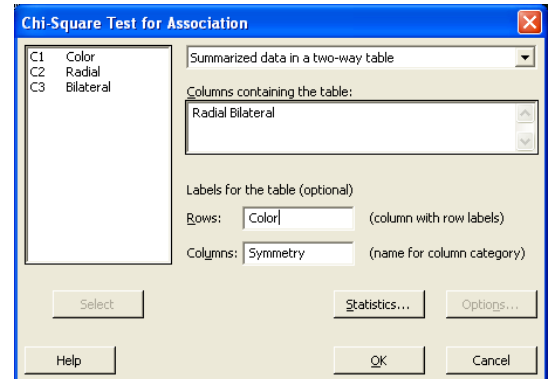 Chi-Square Test for Association
C1 Color
C2 Radial
C3 Bilateral
Summarized data in a two-way table
Columns containing the table:
Radial Bilateral
Labels for the table (optional)
Rows: Color (column with row labels)
Columns: Symmetry (name for column category)
Select
Statistics...
Options...
Help
OK
Cancel